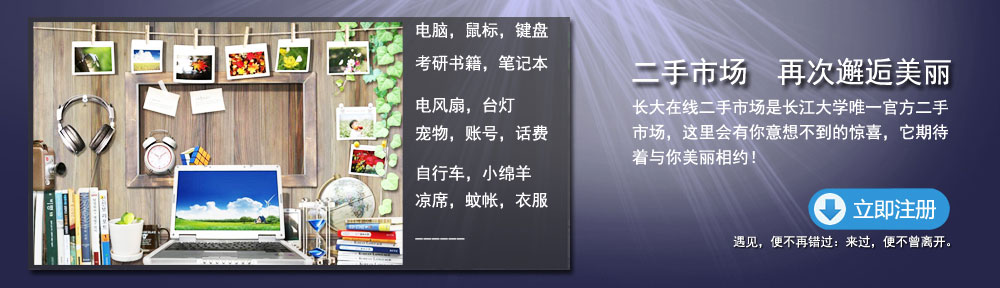 电脑，鼠标，键盘
考研书籍，笔记本
电风扇，台灯
宠物，账号，话费
自行车，小绵羊
凉席，蚊帐，衣服
______
二手市场　再次邂逅美丽
长大在线二手市场是长江大学唯一官方二手
市场，这里会有你意想不到的惊喜，它期待
着与你美丽相约！
立即注册
遇见，便不再错过：来过，便不曾离开。